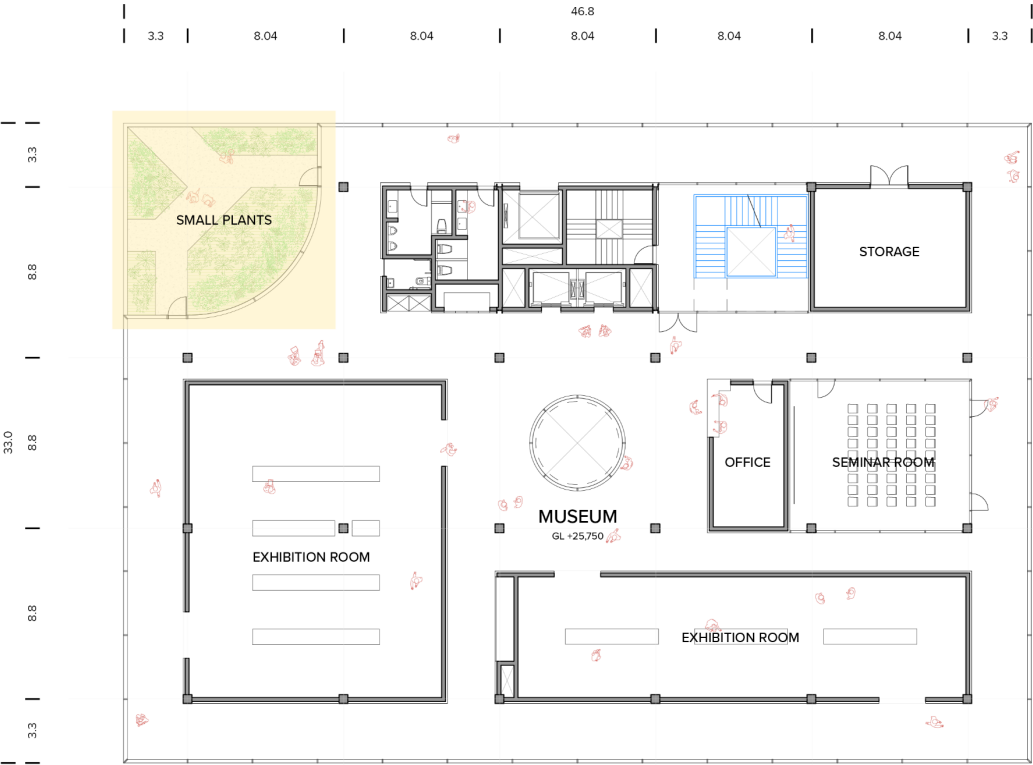 46.8
3.3 8.04 8.04 8.04 8.04 8.04 3.3
3.3
SMALL PLANTS
STORAGE
8.8
33.0
8.8
OFFICE
SEMINAR ROOM
MUSEUM
GL +25,750
EXHIBITION ROOM
8.8
EXHIBITION ROOM
3.3